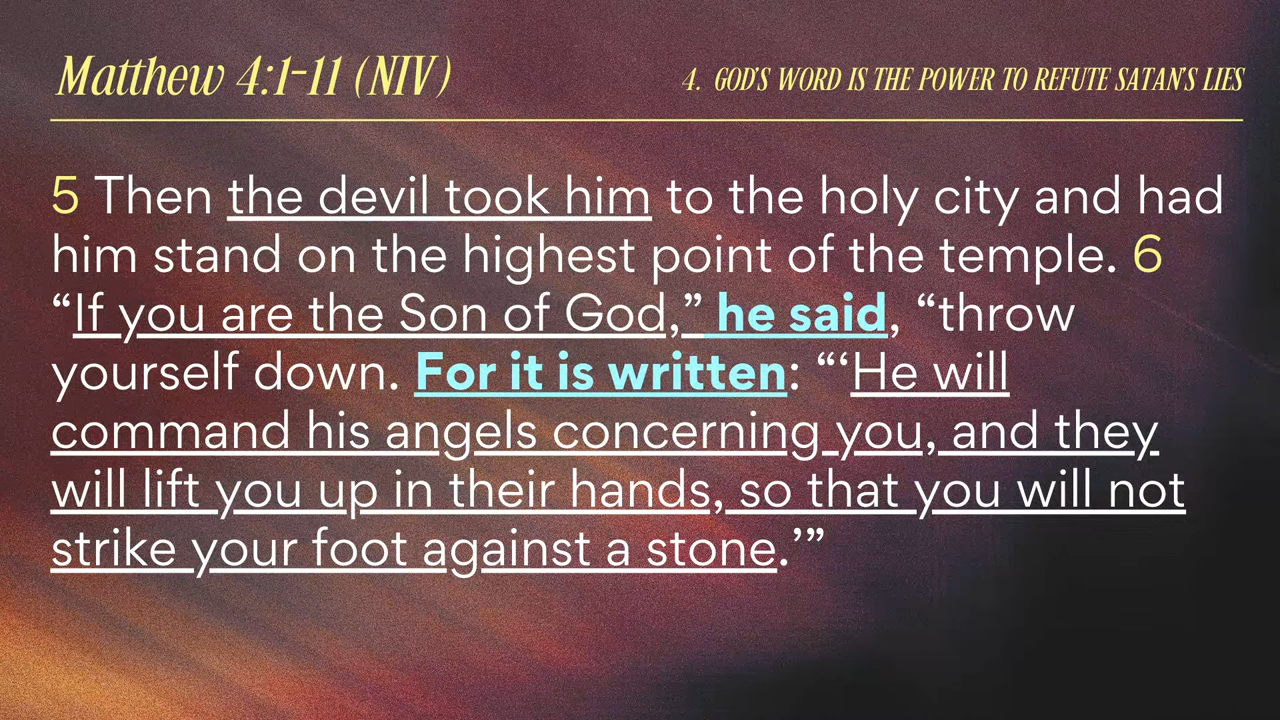 Matthew 4:1-11 (NIV)
4. GOD'S WORD IS THE POWER TO REFUTE SATAN'S LIES
5 Then the devil took him to the holy city and had
him stand on the highest point of the temple. 6
“If you are the Son of God,” he said, “throw
yourself down. For it is written: “‘He will
command his angels concerning you, and they
will lift you up in their hands, so that you will not
strike your foot against a stone.’”